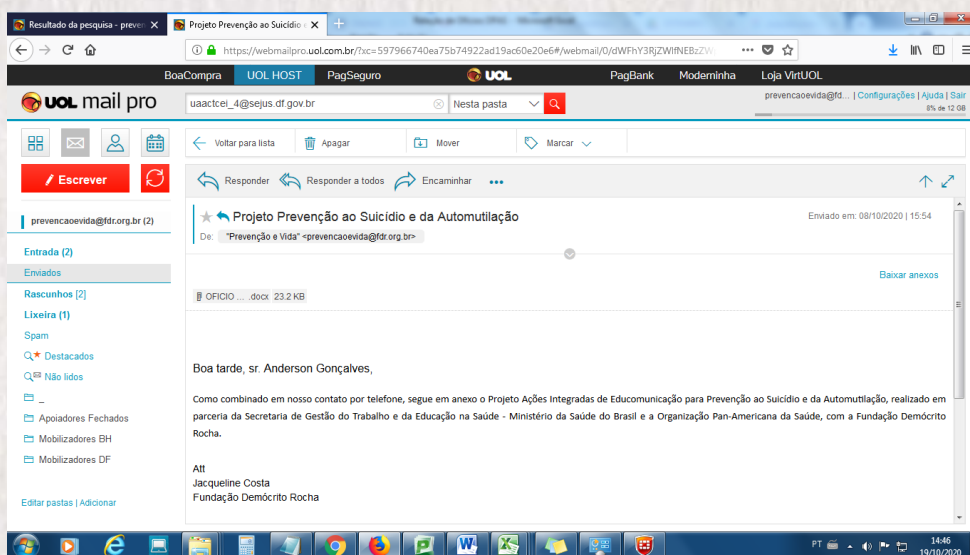 Resultado da pesquisa - preven
Projeto Prevenção ao Suicídio e
https://webmailpro.uol.com.br/?xc=597966740ea75b74922ad19ac60e20e6#/webmail/0/
BoaCompra UOL HOST PagSeguro UOL PagBank Moderninha Loja VirtUOL
UOL mail pro
uaactcei_4@sejus.df.gov.br Nesta pasta
prevencaoevida@fd... | Configurações | Ajuda | Sair
8% de 12 GB
Voltar para lista Apagar Mover Marcar
Escrever
Responder Responder a todos Encaminhar
prevencaoevida@fdr.org.br (2)
Entrada (2)
Enviados
Rascunhos [2]
Lixeira (1)
Spam
Destacados
Não lidos
_
Apoiadores Fechados
Mobilizadores BH
Mobilizadores DF
Editar pastas | Adicionar
Projeto Prevenção ao Suicídio e da Automutilação
Enviado em: 08/10/2020 | 15:54
De: "Prevenção e Vida" <prevencaoevida@fdr.org.br>
Baixar anexos
OFICIO ... .docx 23.2 KB
Boa tarde, sr. Anderson Gonçalves,
Como combinado em nosso contato por telefone, segue em anexo o Projeto Ações Integradas de Educomunicação para Prevenção ao Suicídio e da Automutilação, realizado em
parceria da Secretaria de Gestão do Trabalho e da Educação na Saúde - Ministério da Saúde do Brasil e a Organização Pan-Americana da Saúde, com a Fundação Demócrito
Rocha.
Att
Jacqueline Costa
Fundação Demócrito Rocha
PT
14:46
19/10/2020